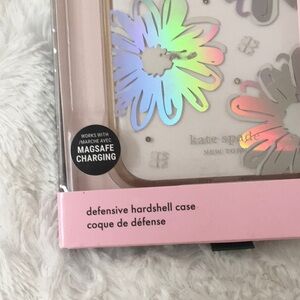 WORKS WITH
/MARCHE AVEC
MAGSAFE
CHARGING
kate spade
NEW YORK
defensive hardshell case
coque de défense